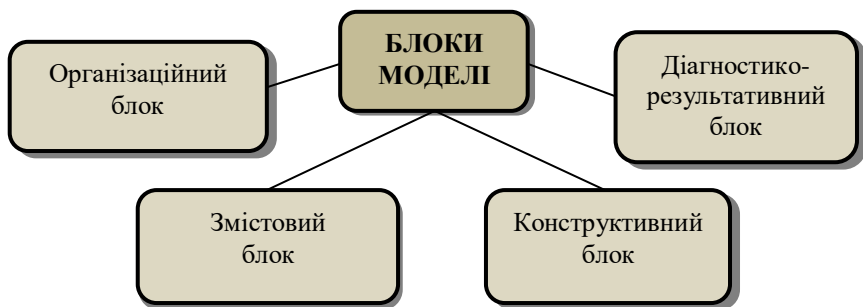 БЛОКИ
МОДЕЛІ
Організаційний
блок
Діагностико-
результативний
блок
Змістовий
блок
Конструктивний
блок